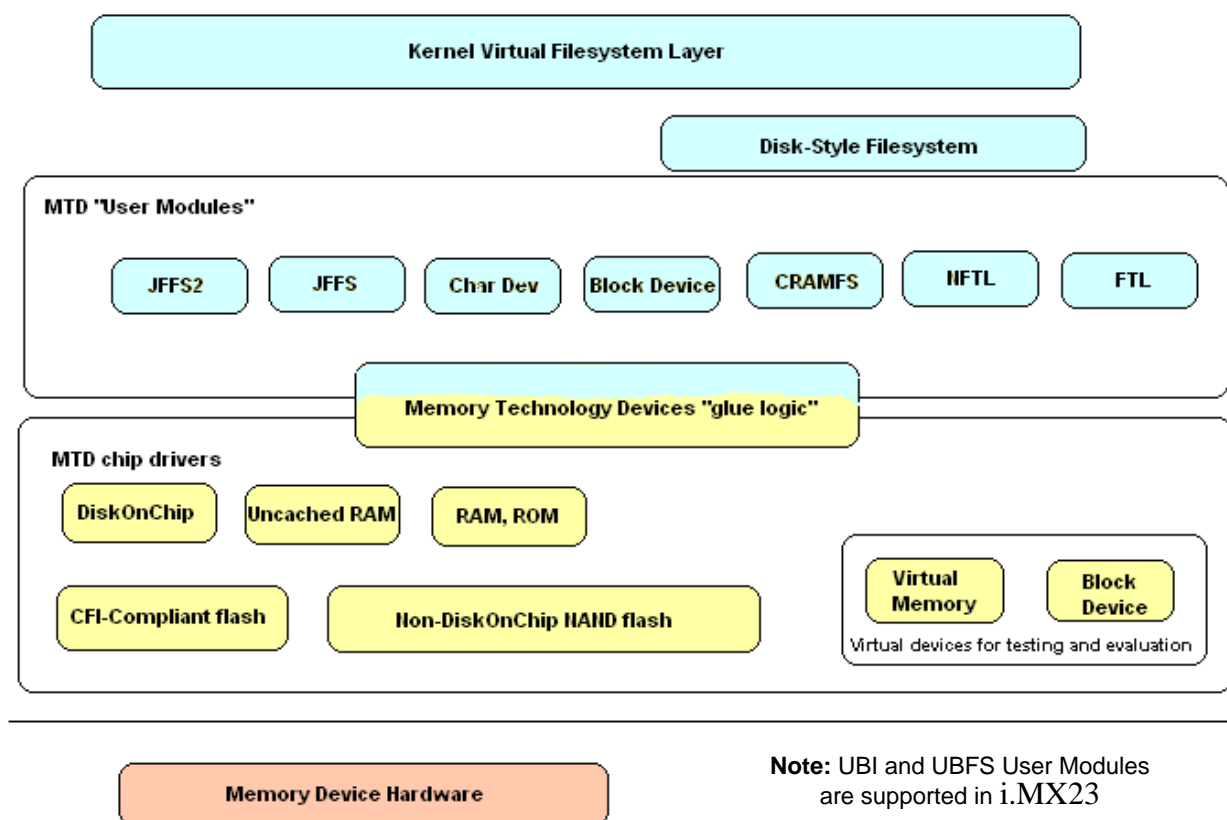 Kernel Virtual Filesystem Layer
Disk-Style Filesystem
MTD "User Modules"
JFFS2
JFFS
Char Dev
Block Device
CRAMFS
NFTL
FTL
Memory Technology Devices "glue logic"
MTD chip drivers
DiskOnChip
Uncached RAM
RAM, ROM
CFI-Compliant flash
Non-DiskOnChip NAND flash
Virtual
Memory
Block
Device
Virtual devices for testing and evaluation
Memory Device Hardware
Note: UBI and UBFS User Modules
are supported in i.MX23